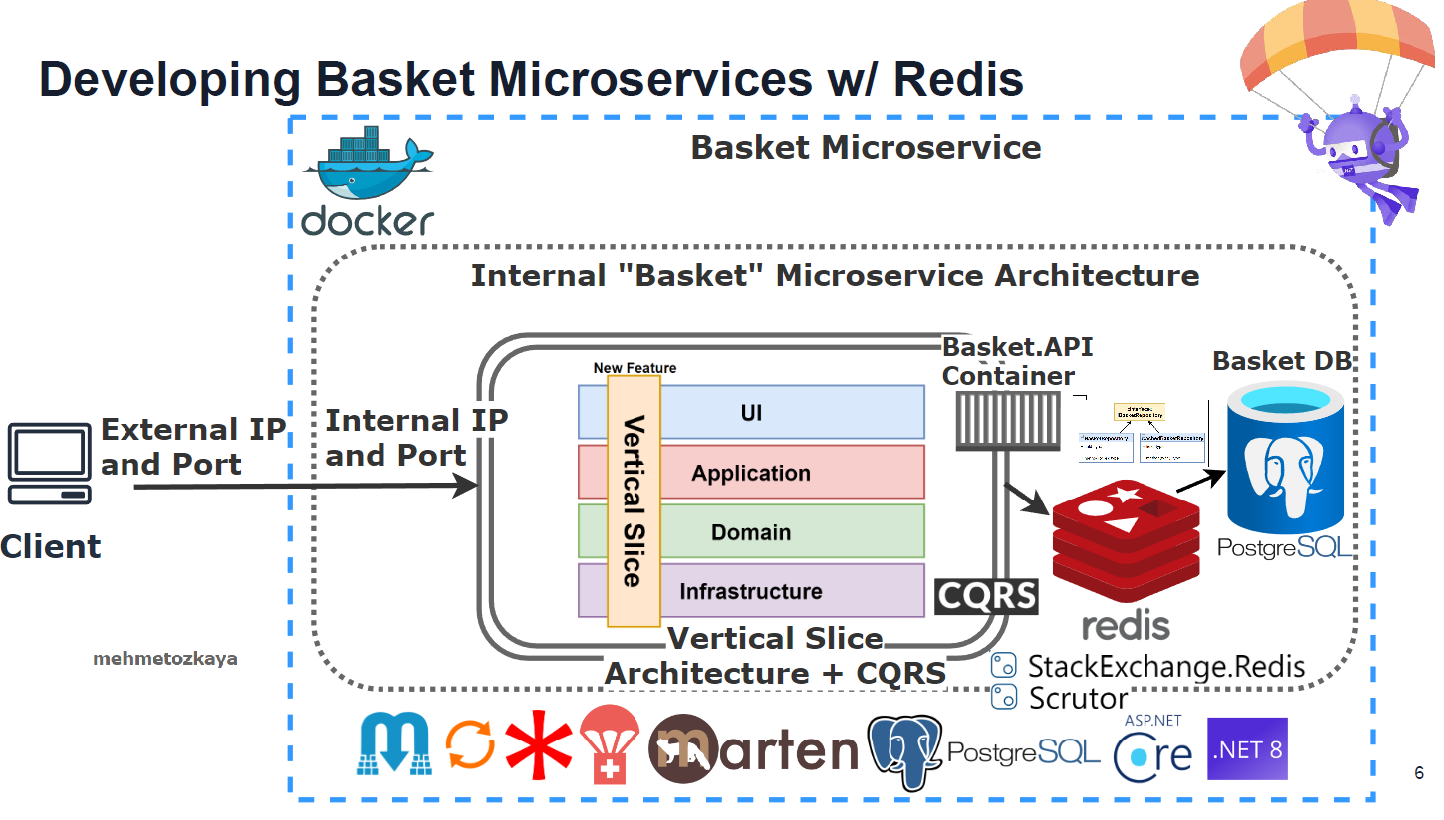 Developing Basket Microservices w/ Redis
Basket Microservice
docker
Internal "Basket" Microservice Architecture
New Feature
UI
Application
Domain
Infrastructure
Vertical Slice
Basket.API
Container
Basket DB
External IP
and Port
Internal IP
and Port
Client
BasketRepository
CachedBasketRepository
PostgreSQL
CQRS
redis
Vertical Slice
Architecture + CQRS
StackExchange.Redis
Scrutor
mehmetozkaya
marten
PostgreSQL
ASP.NET
Core
.NET 8
6